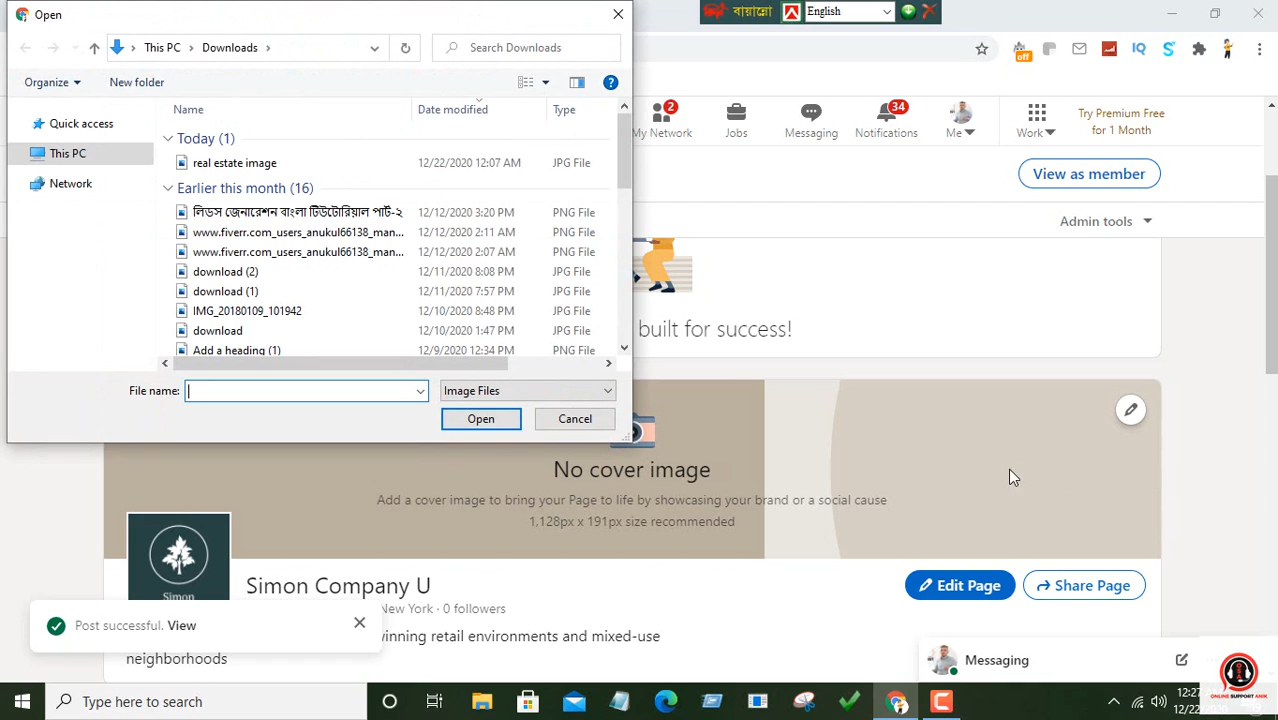 Open
বায়ান্নো
English
This PC
Downloads
Search Downloads
Organize
New folder
Name
Date modified
Type
Quick access
This PC
Network
Today (1)
real estate image 12/22/2020 12:07 AM JPG File
Earlier this month (16)
লিডস জেনারেশন বাংলা টিউটোরিয়াল পার্ট-২ 12/12/2020 3:20 PM PNG File
www.fiverr.com_users_anukul66138_man... 12/12/2020 2:11 AM PNG File
www.fiverr.com_users_anukul66138_man... 12/12/2020 2:07 AM PNG File
download (2) 12/11/2020 8:08 PM JPG File
download (1) 12/11/2020 7:57 PM JPG File
IMG_20180109_101942 12/10/2020 8:48 PM JPG File
download 12/10/2020 1:47 PM JPG File
Add a heading (1) 12/9/2020 12:34 PM PNG File
File name:
Image Files
Open
Cancel
off
IQ
S
2
34
My Network
Jobs
Messaging
Notifications
Me
Work
Try Premium Free
for 1 Month
View as member
Admin tools
built for success!
No cover image
Add a cover image to bring your Page to life by showcasing your brand or a social cause
1,128px x 191px size recommended
Simon
Simon Company U
Edit Page
Share Page
New York · 0 followers
winning retail environments and mixed-use
neighborhoods
Post successful. View
Messaging
Type here to search
12:27
12/22/2020
ONLINE SUPPORT ANIK